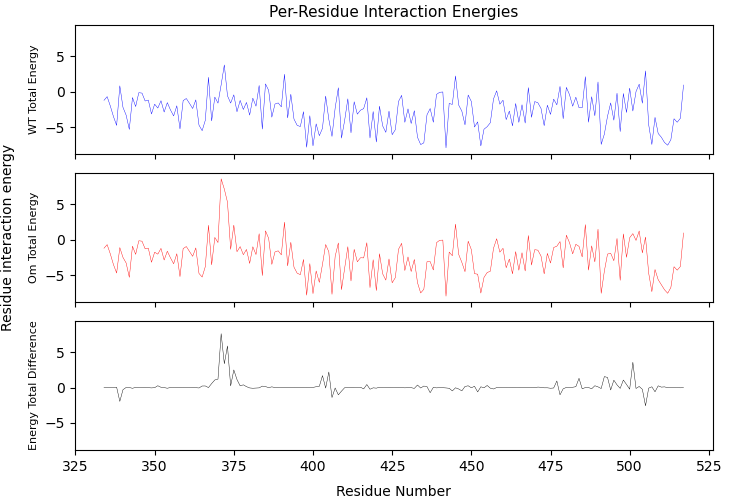 Per-Residue Interaction Energies
Residue interaction energy
WT Total Energy
5
0
−5
Om Total Energy
5
0
−5
Energy Total Difference
5
0
−5
325 350 375 400 425 450 475 500 525
Residue Number